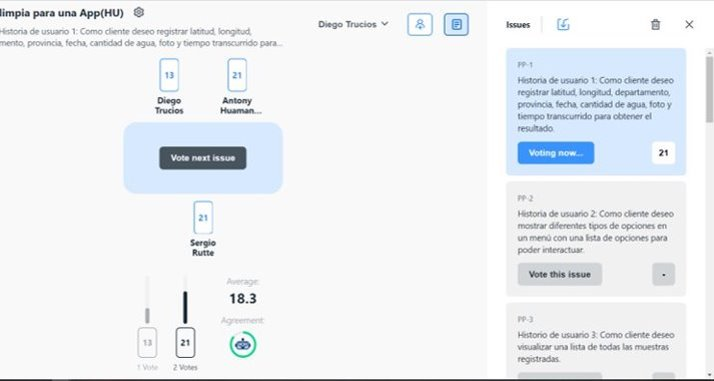 limpia para una App(HU)
Historia de usuario 1: Como cliente deseo registrar latitud, longitud,
mento, provincia, fecha, cantidad de agua, foto y tiempo transcurrido para...
Diego Trucios
13
21
Diego
Trucios
Antony
Huaman...
Vote next issue
21
Sergio
Rutte
Average:
18.3
Agreement:
13
21
1 Vote
2 Votes
Issues
PP-1
Historia de usuario 1: Como cliente deseo
registrar latitud, longitud, departamento,
provincia, fecha, cantidad de agua, foto y
tiempo transcurrido para obtener el
resultado.
Voting now...
21
PP-2
Historia de usuario 2: Como cliente deseo
mostrar diferentes tipos de opciones en
un menú con una lista de opciones para
poder interactuar.
Vote this issue
-
PP-3
Historio de usuario 3: Como cliente deseo
visualizar una lista de todas las muestras
registradas.